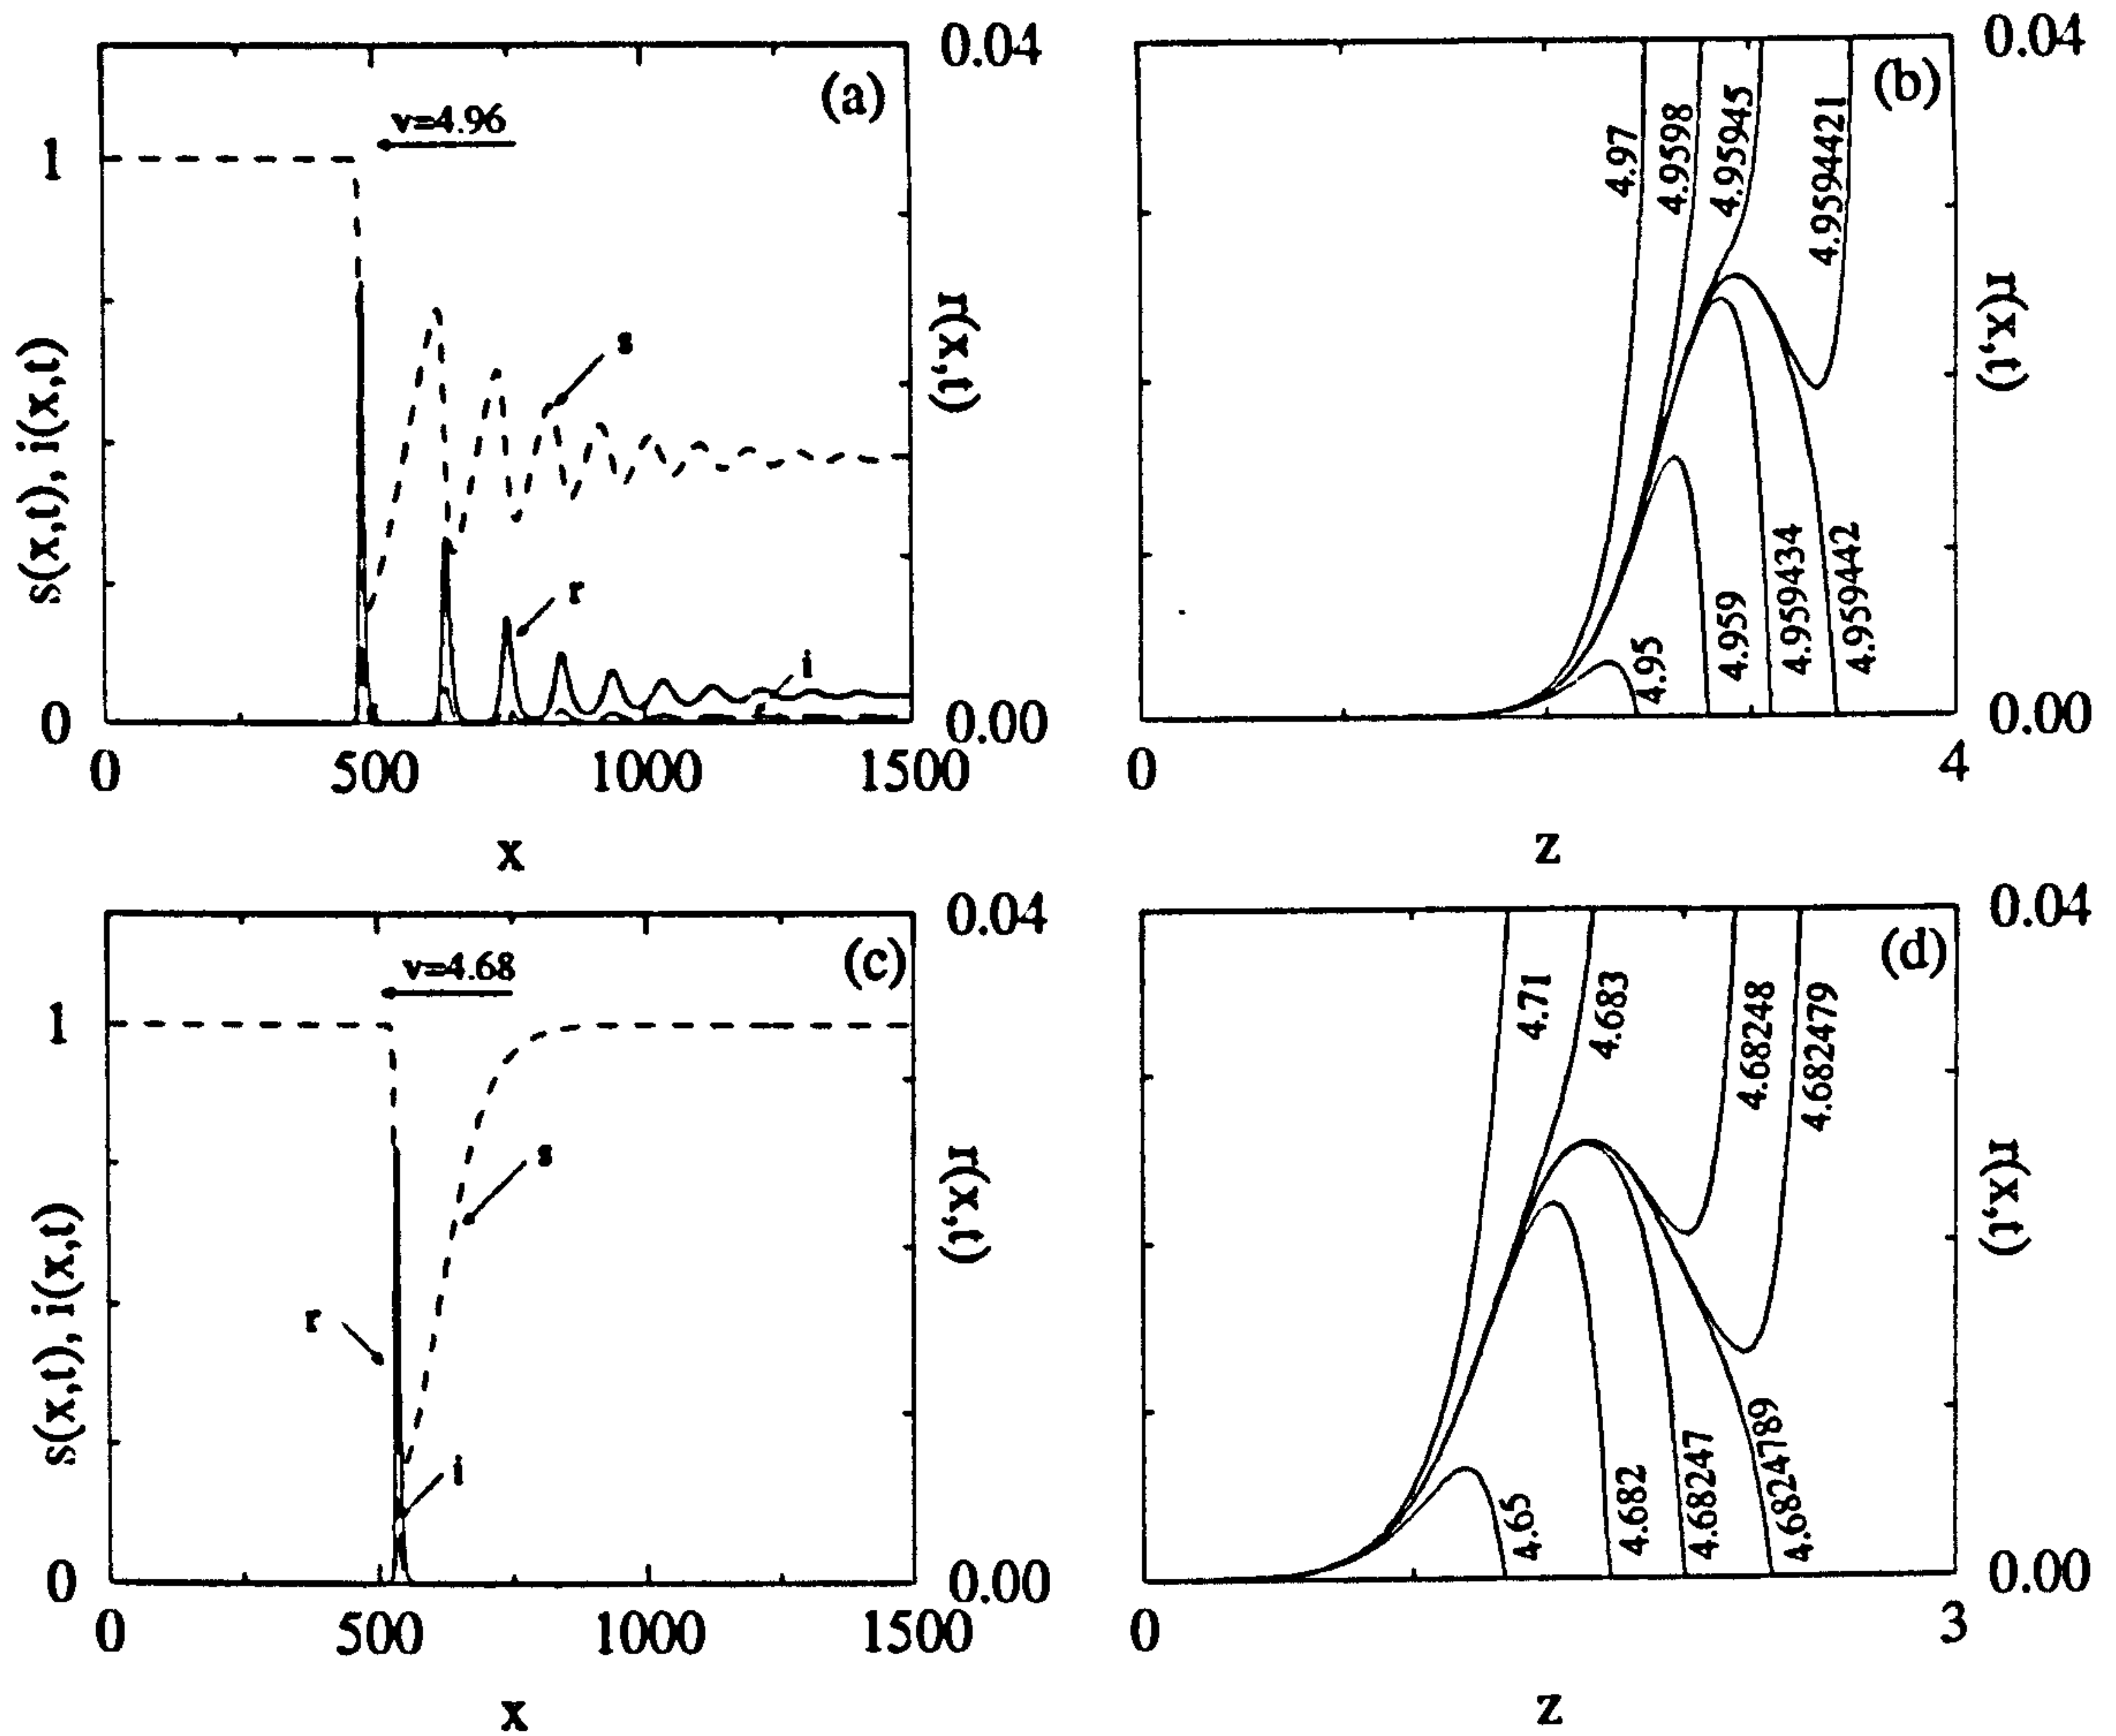 0.04
(a)
v=4.96
1
s
r
i
s(x,t), i(x,t)
r(x,t)
0
0.00
0
500
1000
1500
x
0.04
(b)
4.97
4.9598
4.95945
4.9594421
4.95
4.959
4.959434
4.959442
r(x,t)
0.00
0
4
z
0.04
(c)
v=4.68
1
s
r
i
s(x,t), i(x,t)
r(x,t)
0
0.00
0
500
1000
1500
x
0.04
(d)
4.71
4.683
4.68248
4.682479
4.65
4.682
4.68247
4.6824789
r(x,t)
0.00
0
3
z